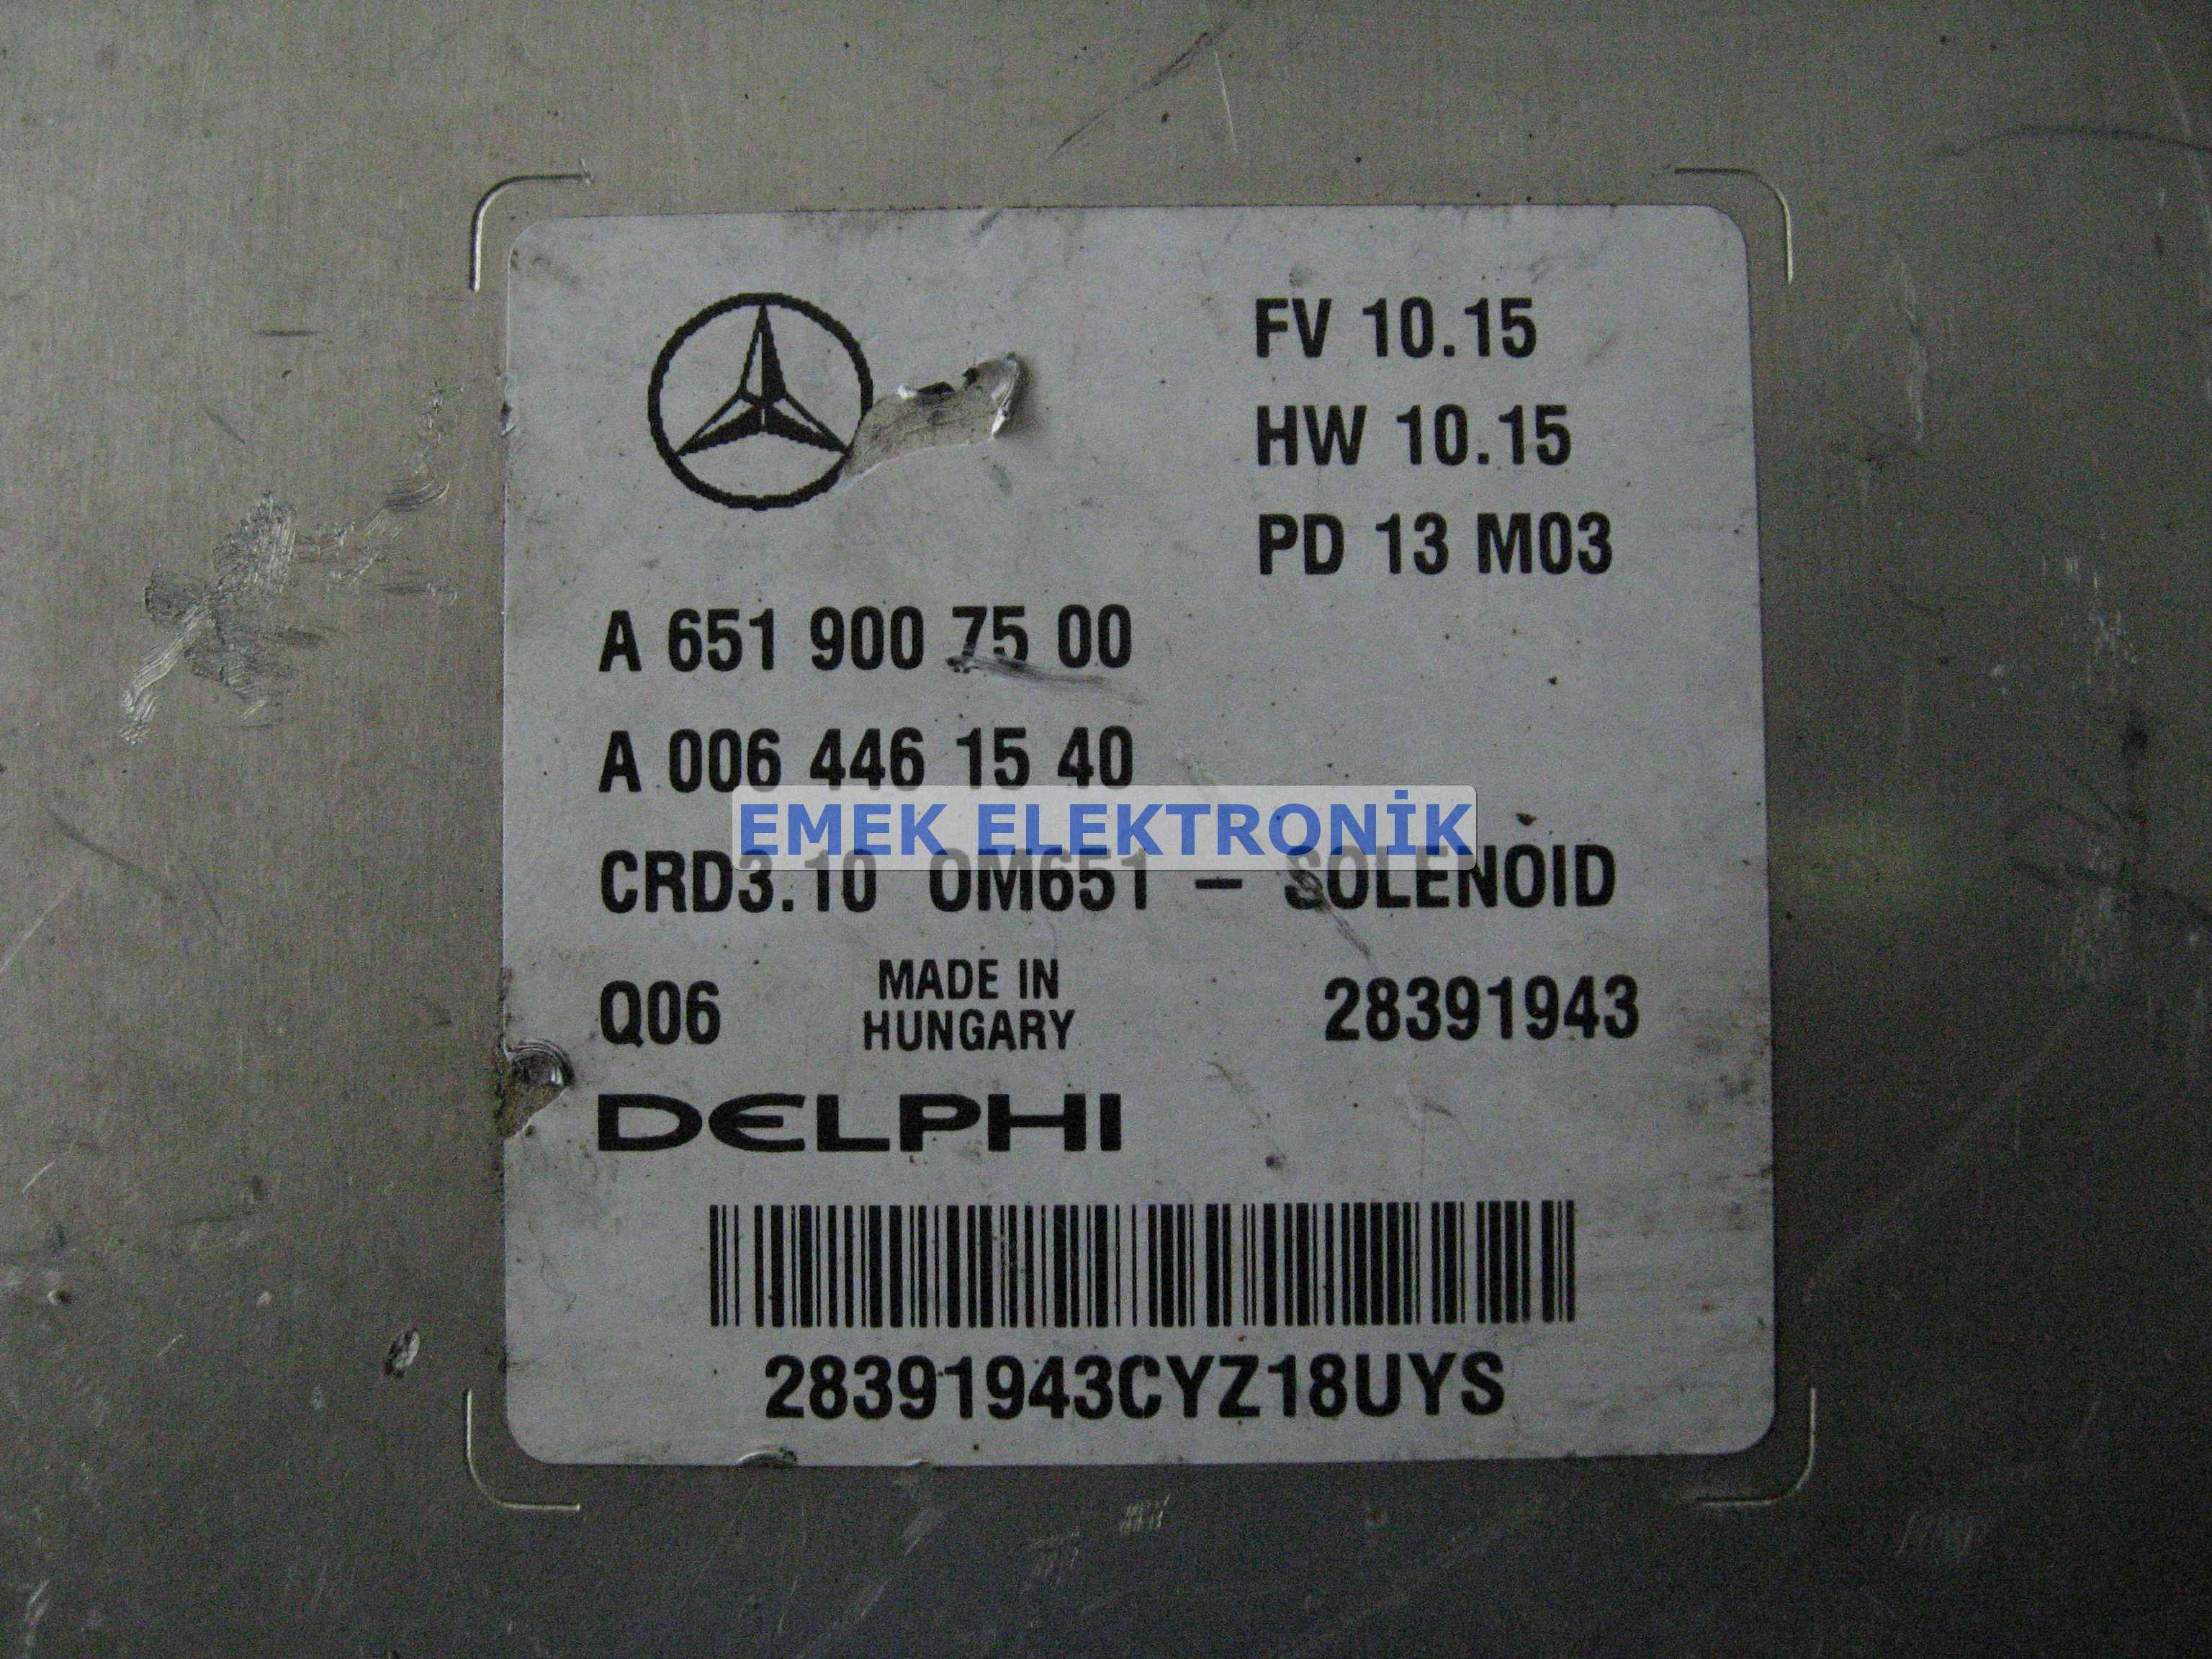 FV 10.15
HW 10.15
PD 13 M03
A 651 900 75 00
A 006 446 15 40
EMEK ELEKTRONİK
CRD3.10 OM651 – SOLENOID
Q06
MADE IN
HUNGARY
28391943
DELPHI
28391943CYZ18UYS